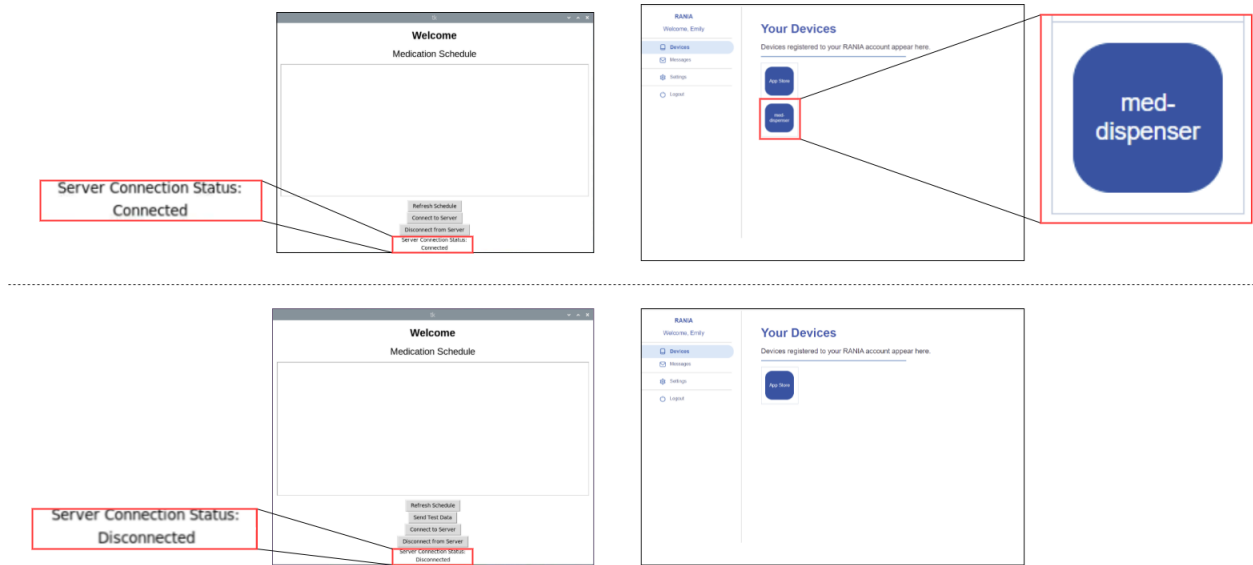 Welcome
Medication Schedule
Refresh Schedule
Connect to Server
Disconnect from Server
Server Connection Status:
Connected
Server Connection Status:
Connected
RANIA
Welcome, Emily
Devices
Messages
Settings
Logout
Your Devices
Devices registered to your RANIA account appear here.
App Store
med-
dispenser
med-
dispenser
Welcome
Medication Schedule
Refresh Schedule
Send Test Data
Connect to Server
Disconnect from Server
Server Connection Status:
Disconnected
Server Connection Status:
Disconnected
RANIA
Welcome, Emily
Devices
Messages
Settings
Logout
Your Devices
Devices registered to your RANIA account appear here.
App Store